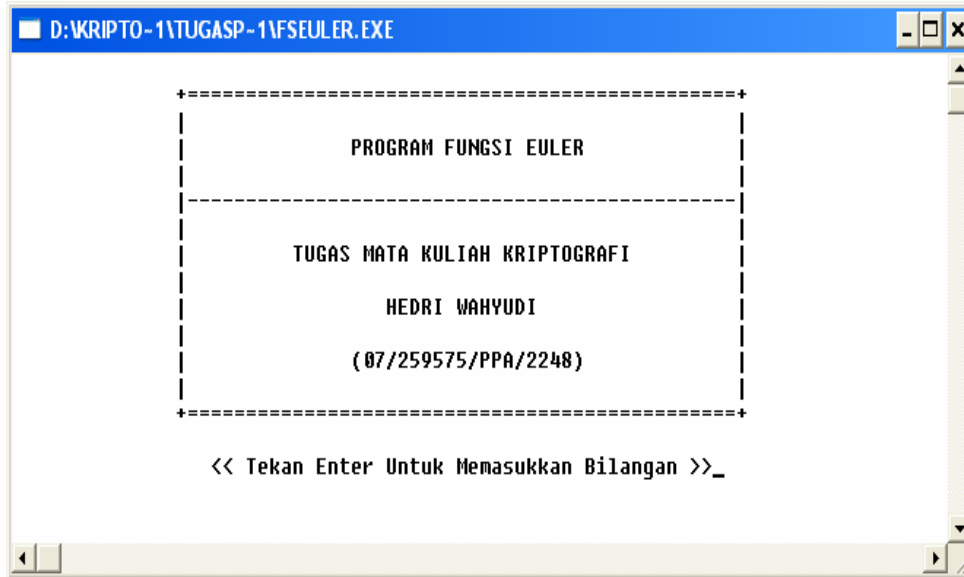 D:\KRIPTO~1\TUGASP~1\FSEULER.EXE
PROGRAM FUNGSI EULER
TUGAS MATA KULIAH KRIPTOGRAFI
HEDRI WAHYUDI
(07/259575/PPA/2248)
<< Tekan Enter Untuk Memasukkan Bilangan >>_